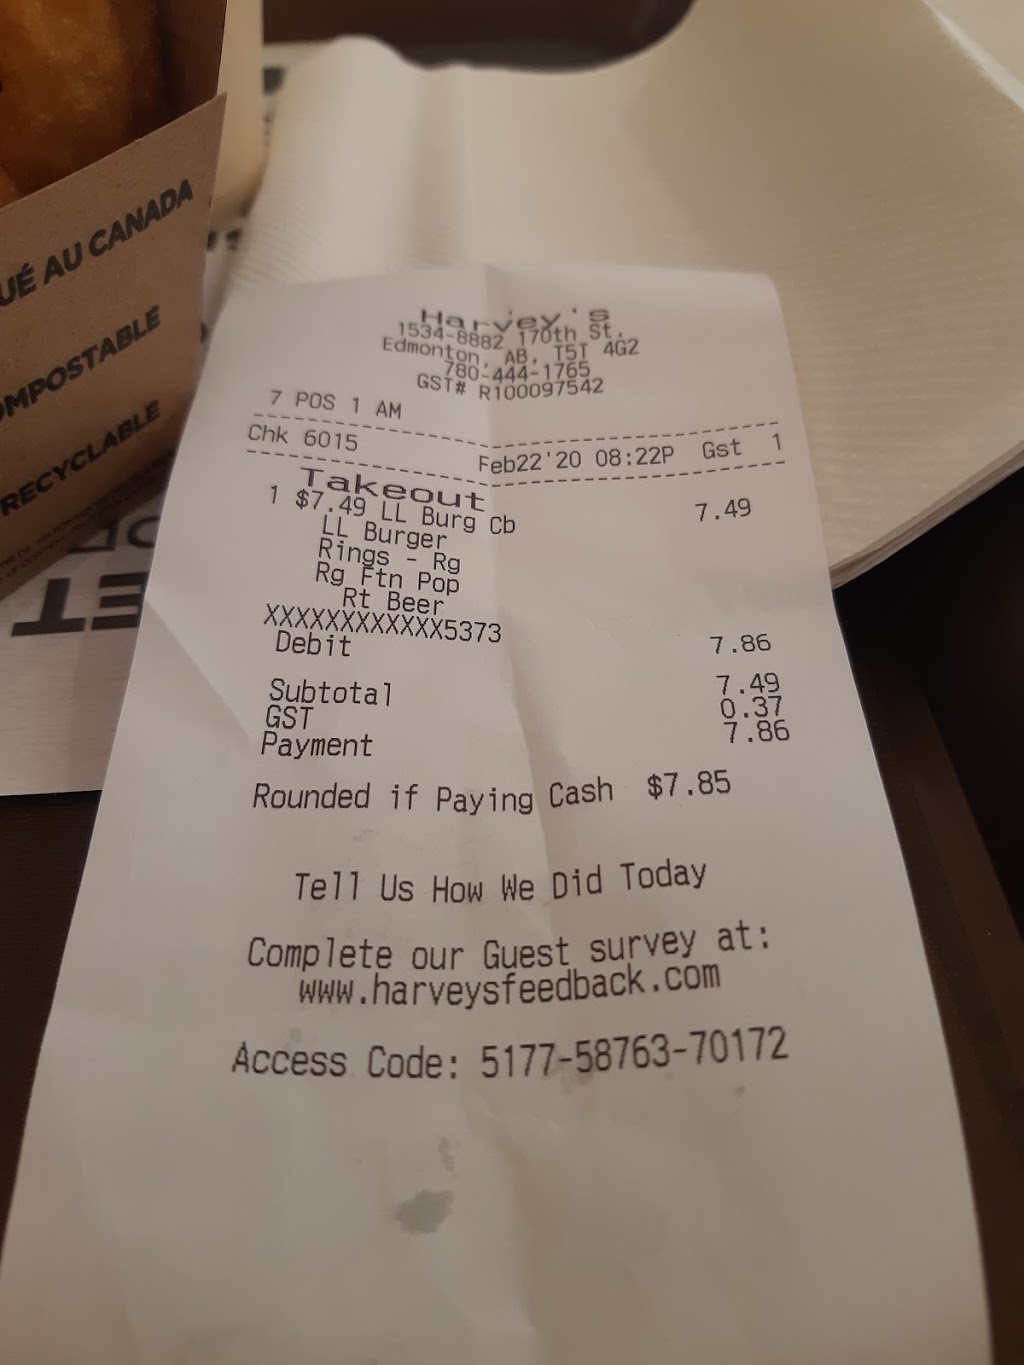 UÉ AU CANADA
OMPOSTABLE
RECYCLABLE
Harvey's
1534-8882 170th St.
Edmonton, AB, T5T 4G2
780-444-1765
GST# R100097542
7 POS 1 AM
Chk 6015 Feb22'20 08:22P Gst 1
Takeout
1 $7.49 LL Burg Cb 7.49
LL Burger
Rings - Rg
Rg Ftn Pop
Rt Beer
XXXXXXXXXXXX5373
Debit 7.86
Subtotal 7.49
GST 0.37
Payment 7.86
Rounded if Paying Cash $7.85
Tell Us How We Did Today
Complete our Guest survey at:
www.harveysfeedback.com
Access Code: 5177-58763-70172